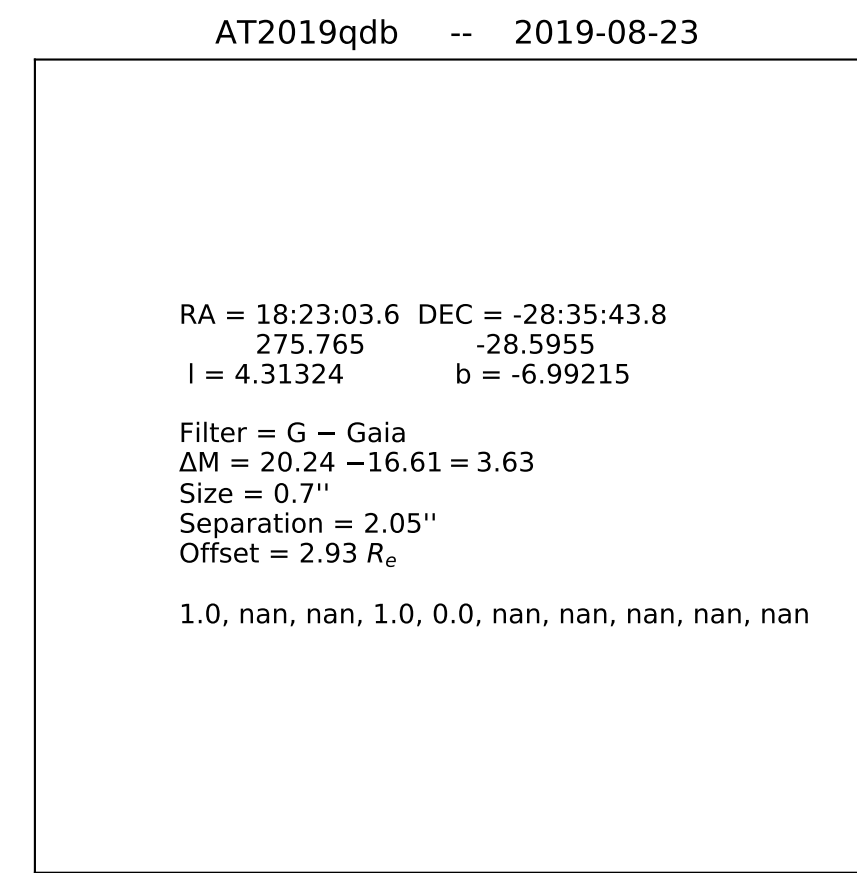 AT2019qdb -- 2019-08-23
RA = 18:23:03.6 DEC = -28:35:43.8
275.765 -28.5955
l = 4.31324 b = -6.99215
Filter = G − Gaia
ΔM = 20.24 −16.61 = 3.63
Size = 0.7''
Separation = 2.05''
Offset = 2.93 Rₑ
1.0, nan, nan, 1.0, 0.0, nan, nan, nan, nan, nan